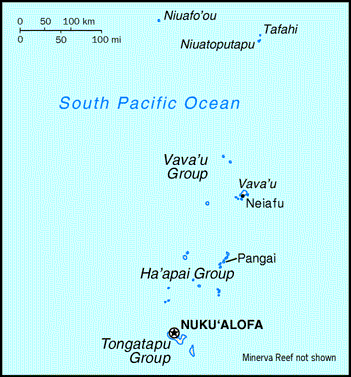 0 50 100 km
0 50 100 mi
Niuafo'ou
Tafahi
Niuatoputapu
South Pacific Ocean
Vava'u
Group
Vava'u
Neiafu
Pangai
Ha'apai Group
NUKU‘ALOFA
Tongatapu
Group
Minerva Reef not shown